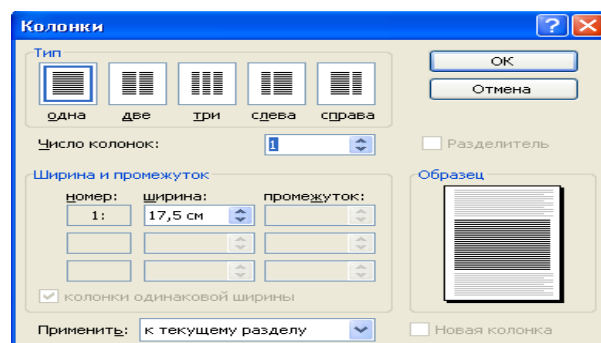 Колонки
Тип
одна две три слева справа
ОК
Отмена
Число колонок: 1
Разделитель
Ширина и промежуток
номер: ширина: промежуток:
1: 17,5 см
колонки одинаковой ширины
Образец
Применить: к текущему разделу
Новая колонка